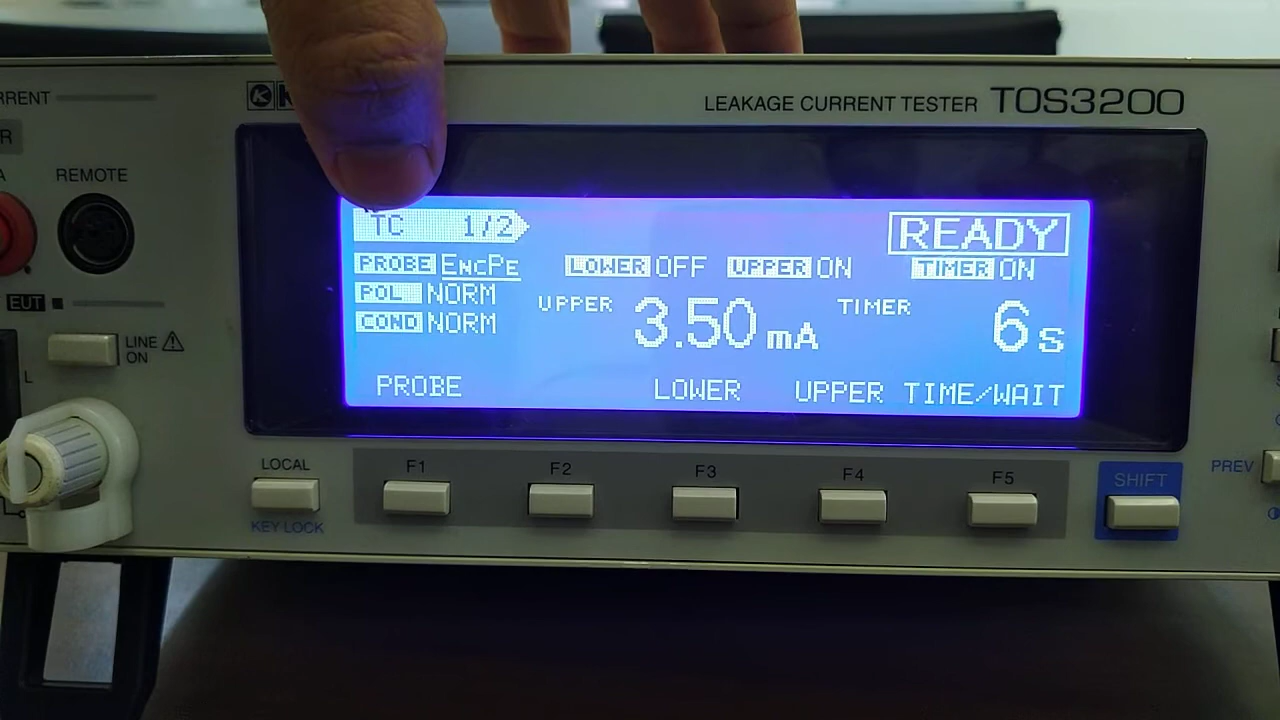 LEAKAGE CURRENT TESTER TOS3200
REMOTE
TC 1/2
READY
PROBE EncPe LOWER OFF UPPER ON TIMER ON
POL NORM
COND NORM
UPPER 3.50 mA TIMER 6 s
PROBE LOWER UPPER TIME/WAIT
EUT
LINE ON
L
LOCAL
KEY LOCK
F1 F2 F3 F4 F5
SHIFT
PREV